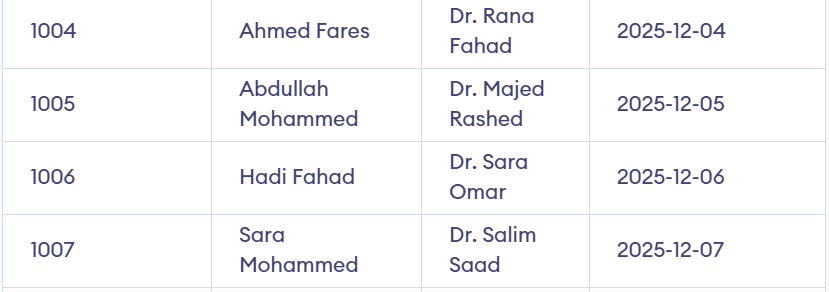 1004 Ahmed Fares Dr. Rana Fahad 2025-12-04
1005 Abdullah Mohammed Dr. Majed Rashed 2025-12-05
1006 Hadi Fahad Dr. Sara Omar 2025-12-06
1007 Sara Mohammed Dr. Salim Saad 2025-12-07